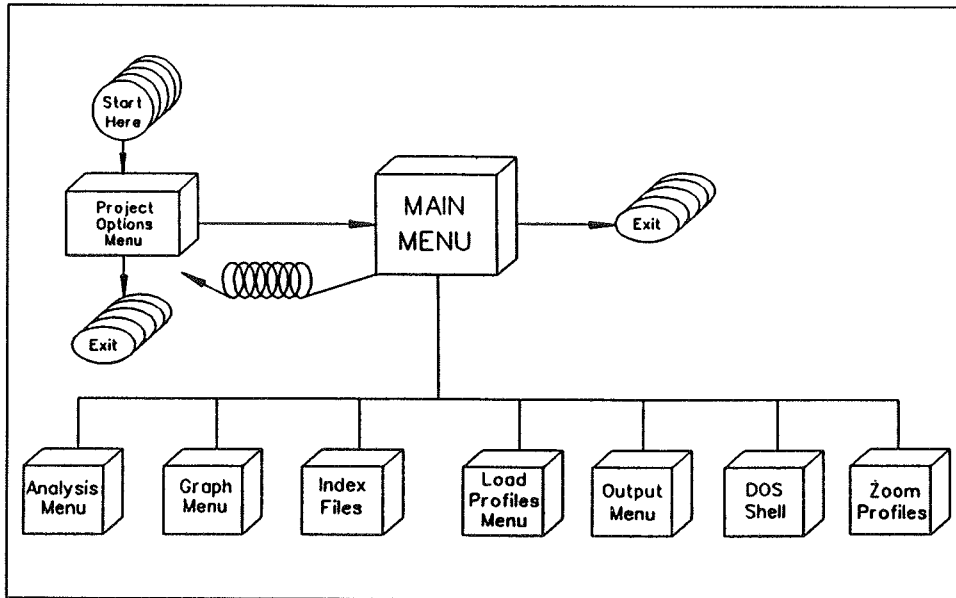 Start
Here
Project
Options
Menu
MAIN
MENU
Exit
Exit
Analysis
Menu
Graph
Menu
Index
Files
Load
Profiles
Menu
Output
Menu
DOS
Shell
Zoom
Profiles